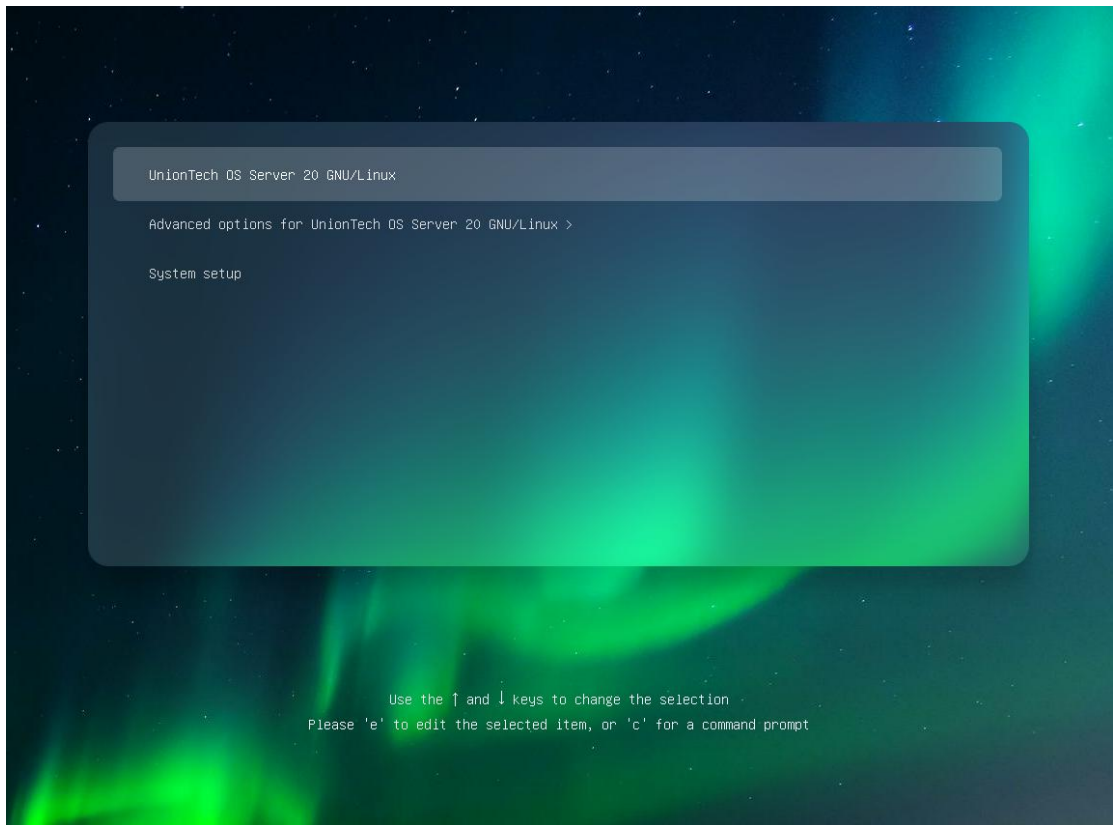 UnionTech OS Server 20 GNU/Linux
Advanced options for UnionTech OS Server 20 GNU/Linux >
System setup
Use the ↑ and ↓ keys to change the selection
Please 'e' to edit the selected item, or 'c' for a command prompt